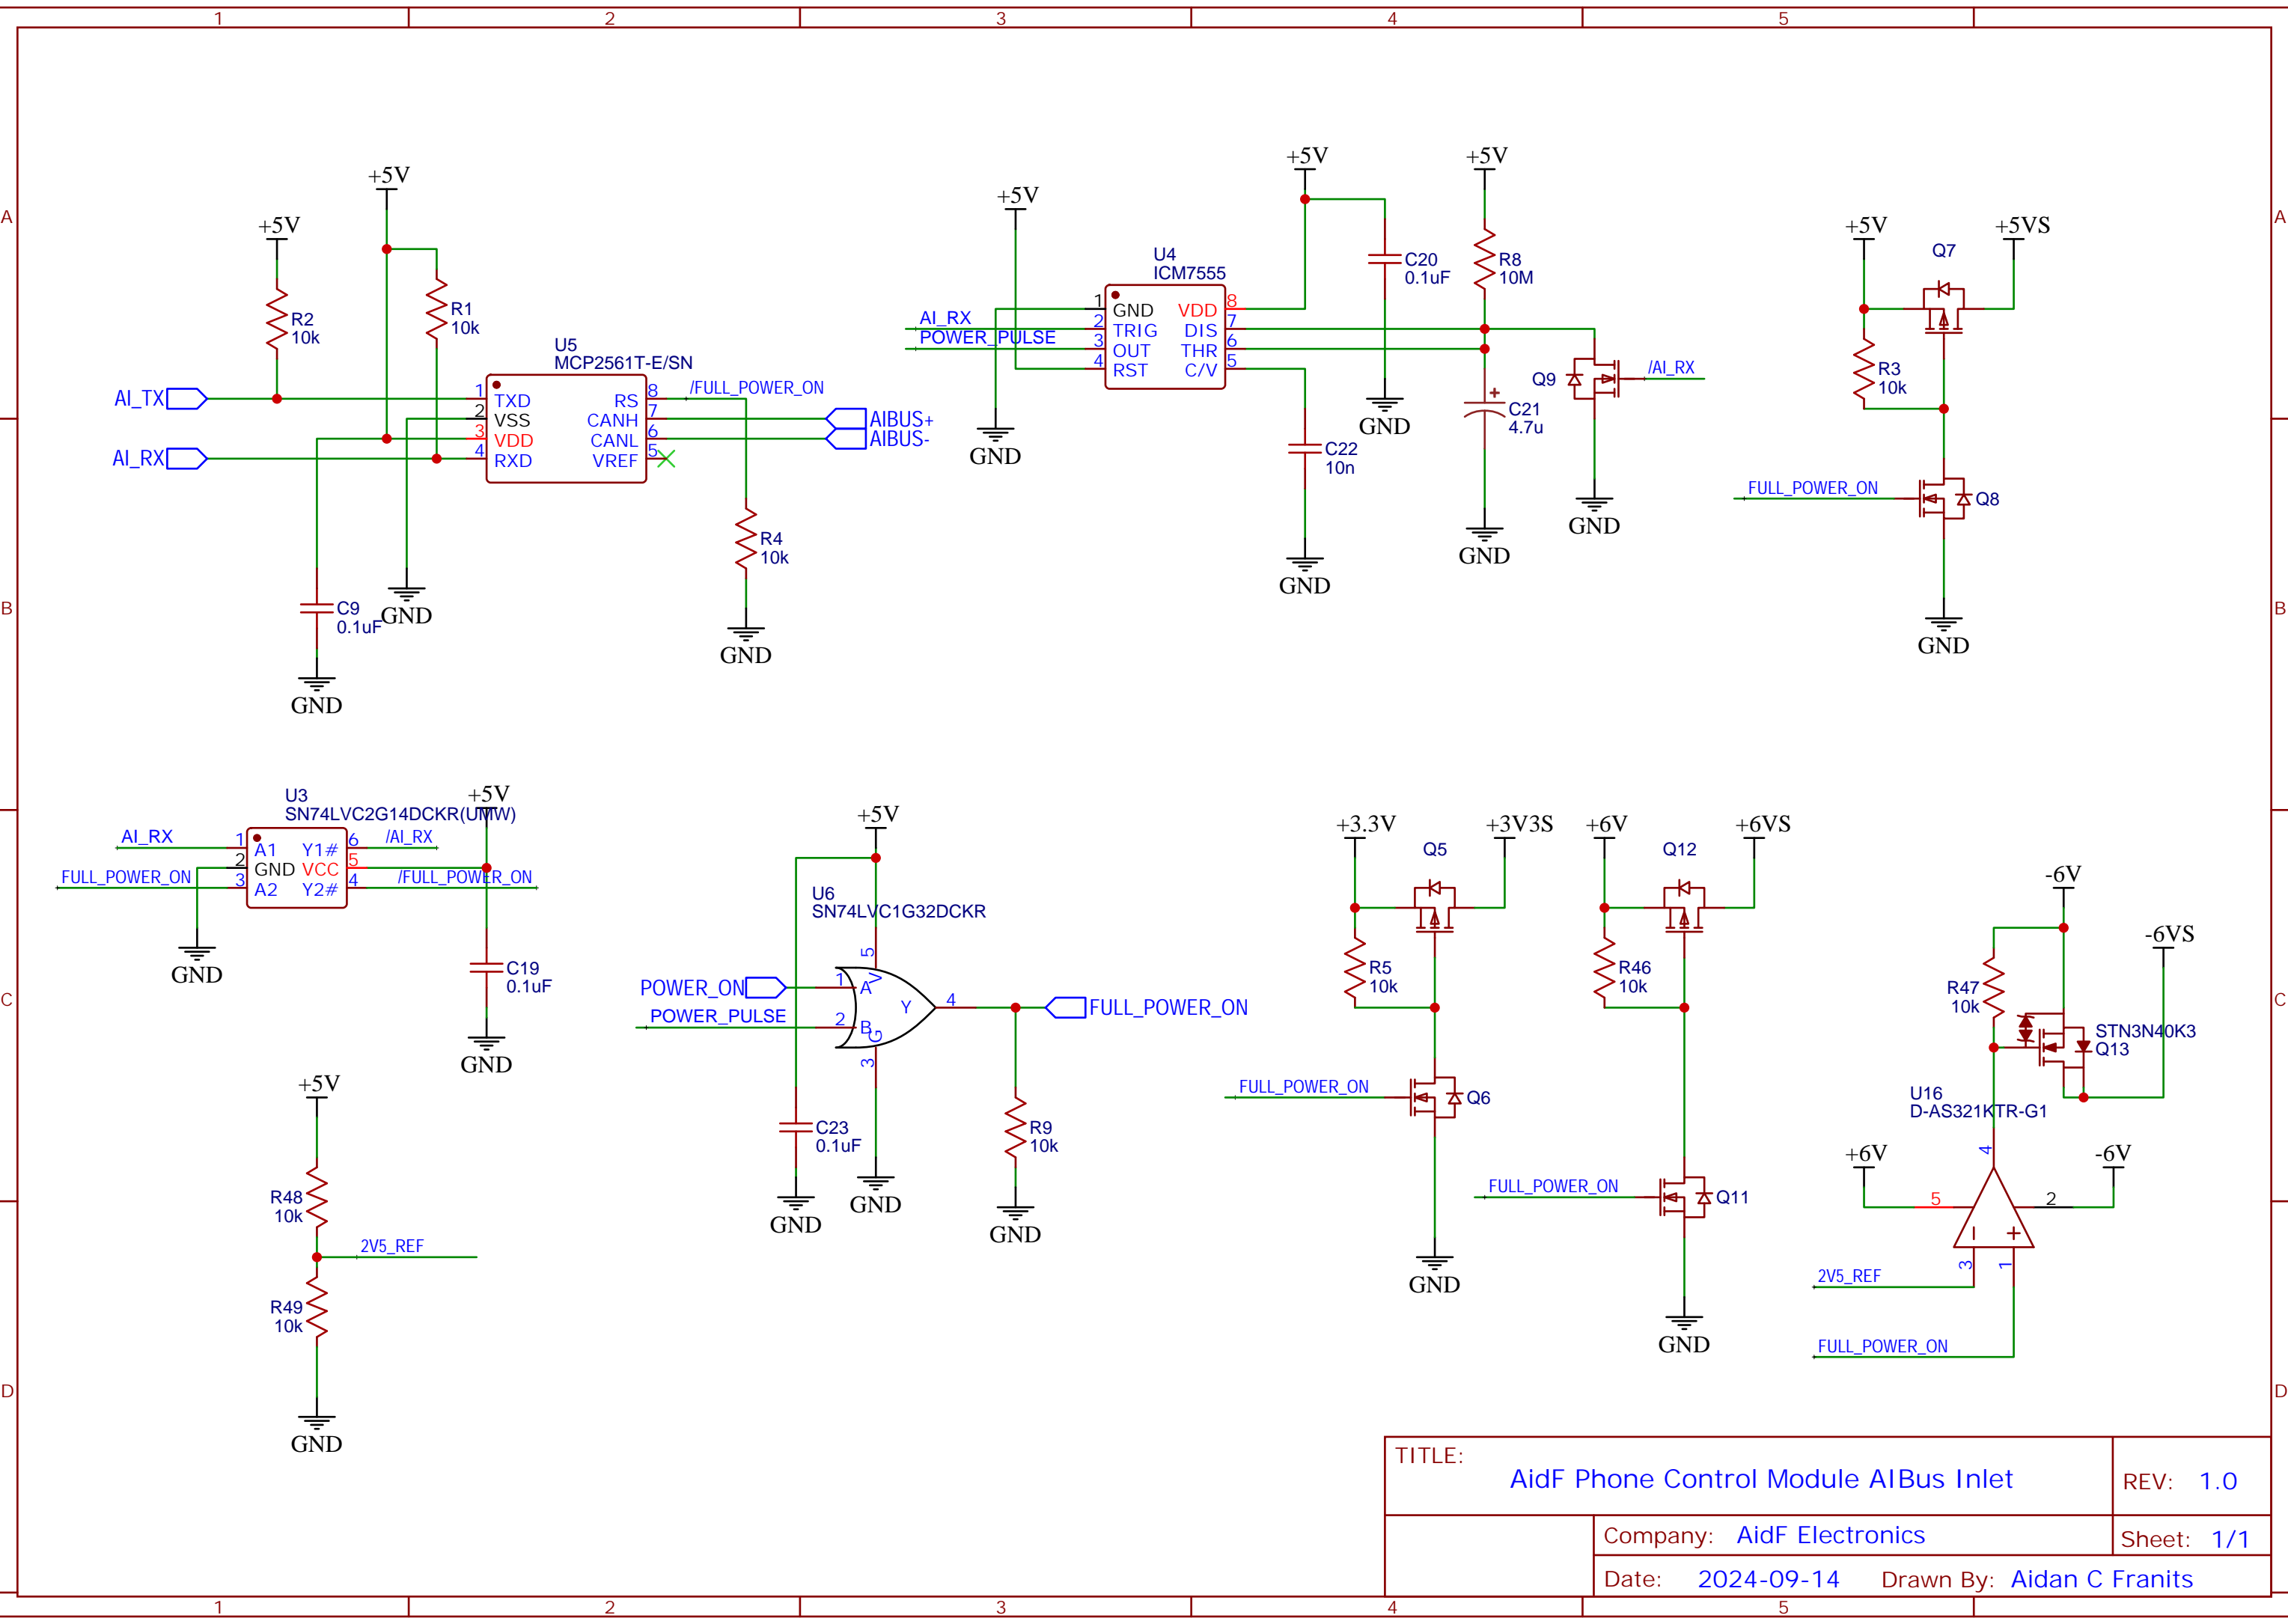 1 2 3 4 5
A
A
B
B
C
C
D
D
1 2 3 4 5
+5V
+5V
R2
10k
R1
10k
U5
MCP2561T-E/SN
AI_TX
AI_RX
1 TXD
2 VSS
3 VDD
4 RXD
RS 8
CANH 7
CANL 6
VREF 5
/FULL_POWER_ON
AIBUS+
AIBUS-
R4
10k
GND
C9
0.1uF
GND
GND
+5V
+5V
+5V
U4
ICM7555
AI_RX
POWER_PULSE
1 GND
2 TRIG
3 OUT
4 RST
VDD 8
DIS 7
THR 6
C/V 5
C20
0.1uF
R8
10M
Q9
/AI_RX
C21
4.7u
C22
10n
GND
GND
GND
GND
GND
+5V
+5VS
Q7
R3
10k
FULL_POWER_ON
Q8
GND
U3
SN74LVC2G14DCKR(UMW)
+5V
AI_RX
FULL_POWER_ON
1 A1
2 GND
3 A2
Y1# 6
VCC 5
Y2# 4
/AI_RX
/FULL_POWER_ON
GND
C19
0.1uF
GND
+5V
R48
10k
2V5_REF
R49
10k
GND
+5V
U6
SN74LVC1G32DCKR
POWER_ON
POWER_PULSE
5
V
1 A
2 B
G
3
Y 4
FULL_POWER_ON
C23
0.1uF
R9
10k
GND
GND
GND
+3.3V
+3V3S
Q5
R5
10k
FULL_POWER_ON
Q6
GND
+6V
+6VS
Q12
R46
10k
FULL_POWER_ON
Q11
GND
-6V
-6VS
R47
10k
STN3N40K3
Q13
U16
D-AS321KTR-G1
4
+6V
-6V
5
2
3
1
2V5_REF
FULL_POWER_ON
TITLE:
AidF Phone Control Module AIBus Inlet
REV: 1.0
Company: AidF Electronics
Sheet: 1/1
Date: 2024-09-14 Drawn By: Aidan C Franits